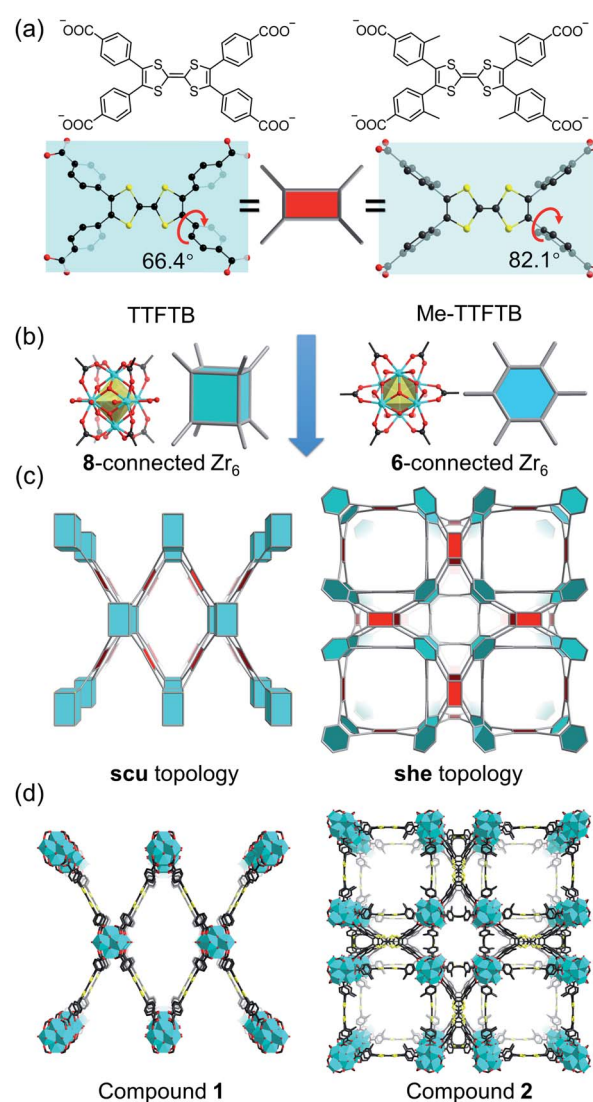 (a)
⁻OOC COO⁻ ⁻OOC COO⁻
S S S S
S S S S
⁻OOC COO⁻ ⁻OOC COO⁻
= =
66.4° 82.1°
TTFTB Me-TTFTB
(b)
8-connected Zr₆ 6-connected Zr₆
(c)
scu topology she topology
(d)
Compound 1 Compound 2